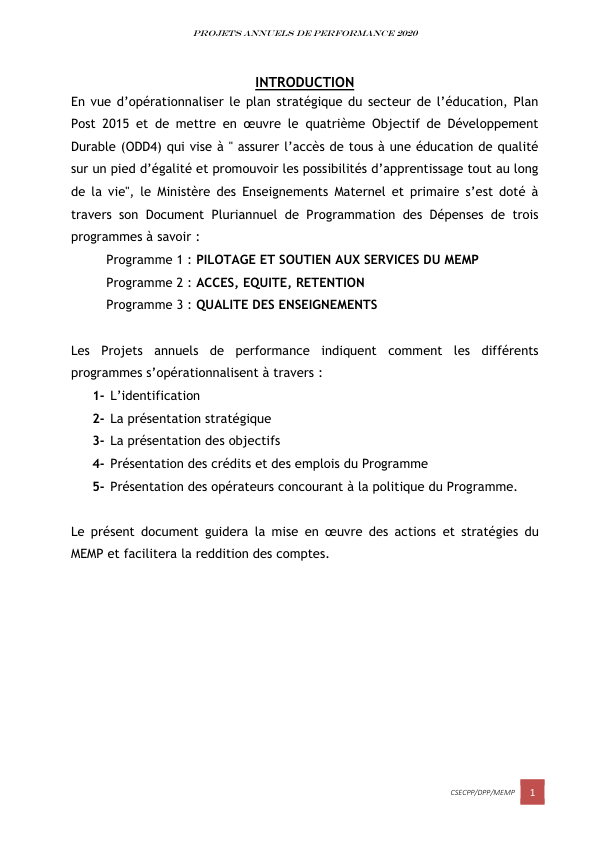 PROJETS ANNUELS DE PERFORMANCE 2020
INTRODUCTION
En vue d’opérationnaliser le plan stratégique du secteur de l’éducation, Plan
Post 2015 et de mettre en œuvre le quatrième Objectif de Développement
Durable (ODD4) qui vise à " assurer l’accès de tous à une éducation de qualité
sur un pied d’égalité et promouvoir les possibilités d’apprentissage tout au long
de la vie", le Ministère des Enseignements Maternel et primaire s’est doté à
travers son Document Pluriannuel de Programmation des Dépenses de trois
programmes à savoir :
Programme 1 : PILOTAGE ET SOUTIEN AUX SERVICES DU MEMP
Programme 2 : ACCES, EQUITE, RETENTION
Programme 3 : QUALITE DES ENSEIGNEMENTS
Les Projets annuels de performance indiquent comment les différents
programmes s’opérationnalisent à travers :
1- L’identification
2- La présentation stratégique
3- La présentation des objectifs
4- Présentation des crédits et des emplois du Programme
5- Présentation des opérateurs concourant à la politique du Programme.
Le présent document guidera la mise en œuvre des actions et stratégies du
MEMP et facilitera la reddition des comptes.
CSECPP/DPP/MEMP 1